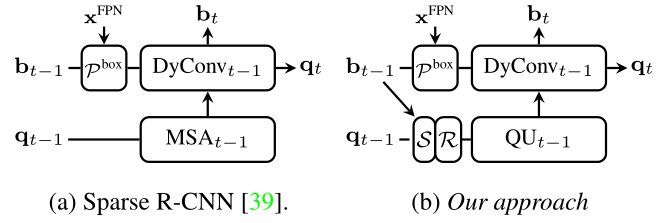 x^FPN b_t x^FPN b_t
b_{t−1} 𝒫^box DyConv_{t−1} q_t b_{t−1} 𝒫^box DyConv_{t−1} q_t
q_{t−1} MSA_{t−1} q_{t−1} 𝒮 ℛ QU_{t−1}
(a) Sparse R-CNN [39]. (b) Our approach